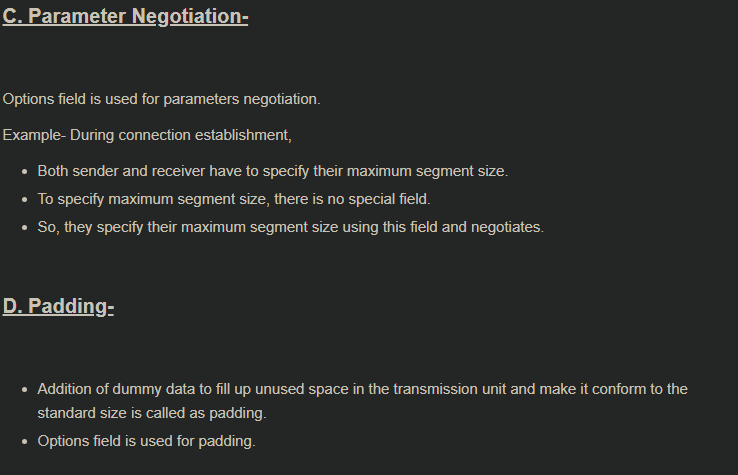 C. Parameter Negotiation-
Options field is used for parameters negotiation.
Example- During connection establishment,
• Both sender and receiver have to specify their maximum segment size.
• To specify maximum segment size, there is no special field.
• So, they specify their maximum segment size using this field and negotiates.
D. Padding-
• Addition of dummy data to fill up unused space in the transmission unit and make it conform to the
standard size is called as padding.
• Options field is used for padding.